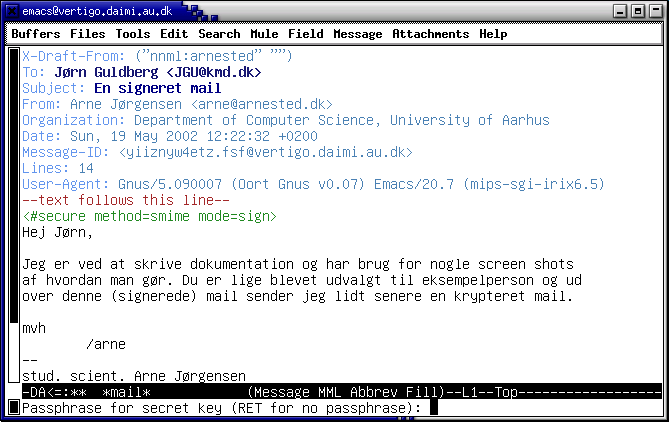 emacs@vertigo.daimi.au.dk
Buffers Files Tools Edit Search Mule Field Message Attachments Help
X-Draft-From: ("nnml:arnested" "")
To: Jørn Guldberg <JGU@kmd.dk>
Subject: En signeret mail
From: Arne Jørgensen <arne@arnested.dk>
Organization: Department of Computer Science, University of Aarhus
Date: Sun, 19 May 2002 12:22:32 +0200
Message-ID: <yiiznyw4etz.fsf@vertigo.daimi.au.dk>
Lines: 14
User-Agent: Gnus/5.090007 (Oort Gnus v0.07) Emacs/20.7 (mips-sgi-irix6.5)
--text follows this line--
<#secure method=smime mode=sign>
Hej Jørn,
Jeg er ved at skrive dokumentation og har brug for nogle screen shots
af hvordan man gør. Du er lige blevet udvalgt til eksempelperson og ud
over denne (signerede) mail sender jeg lidt senere en krypteret mail.
mvh
/arne
--
stud. scient. Arne Jørgensen
-DA<=:** *mail* (Message MML Abbrev Fill)--L1--Top------------------
Passphrase for secret key (RET for no passphrase):